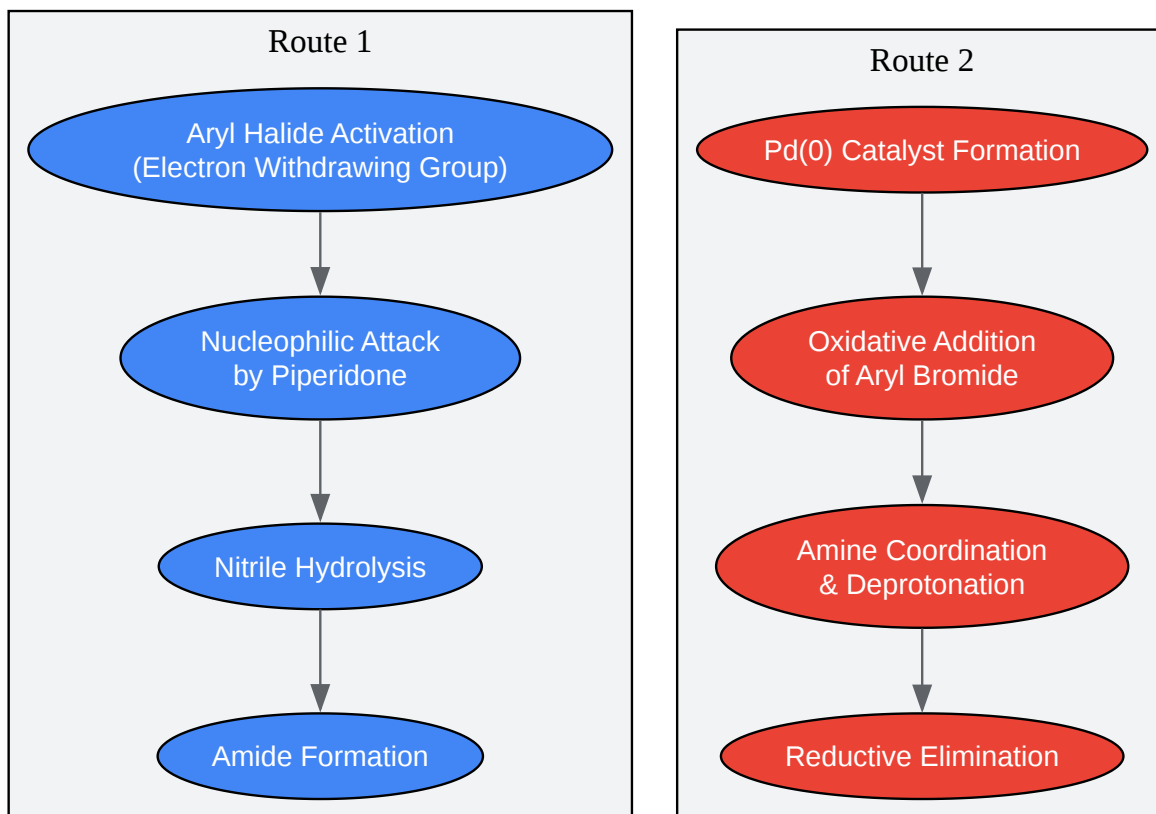 Route 1
Aryl Halide Activation
(Electron Withdrawing Group)
Nucleophilic Attack
by Piperidone
Nitrile Hydrolysis
Amide Formation
Route 2
Pd(0) Catalyst Formation
Oxidative Addition
of Aryl Bromide
Amine Coordination
& Deprotonation
Reductive Elimination